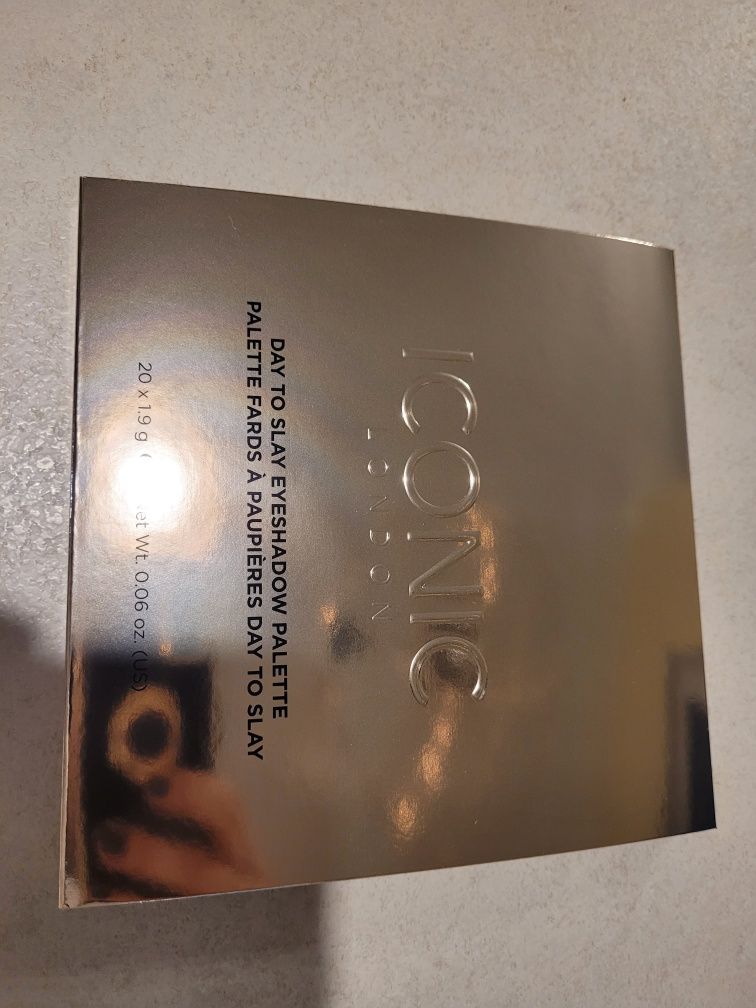 ICONIC
LONDON
DAY TO SLAY EYESHADOW PALETTE
PALETTE FARDS À PAUPIÈRES DAY TO SLAY
20 x 1.9 g Wt. 0.06 oz. (US)